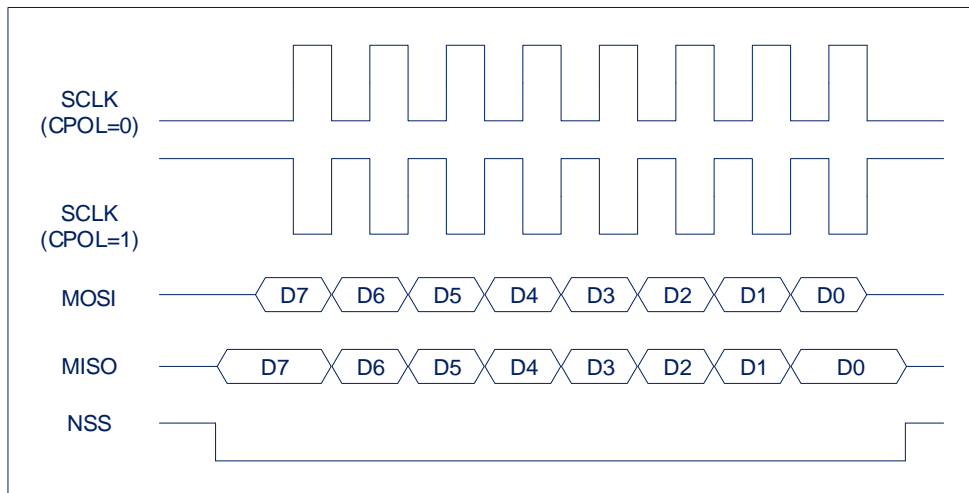 SCLK
(CPOL=0)
SCLK
(CPOL=1)
MOSI
D7 D6 D5 D4 D3 D2 D1 D0
MISO
D7 D6 D5 D4 D3 D2 D1 D0
NSS